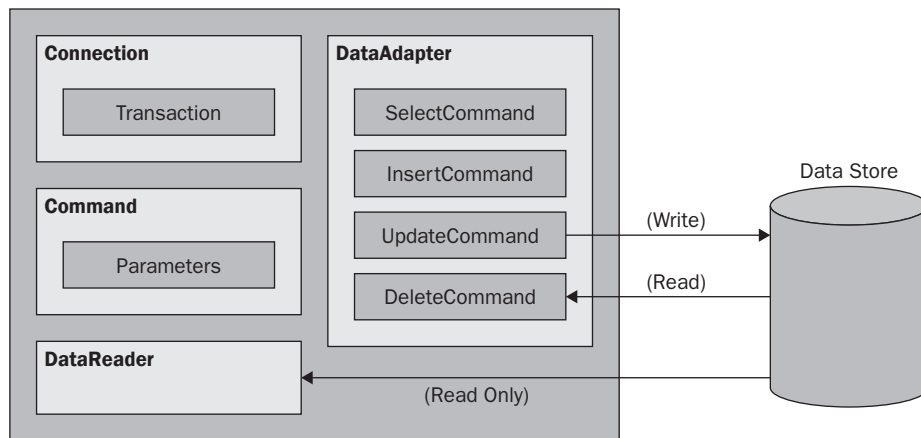 Connection
Transaction
Command
Parameters
DataReader
DataAdapter
SelectCommand
InsertCommand
UpdateCommand
DeleteCommand
(Write)
(Read)
(Read Only)
Data Store